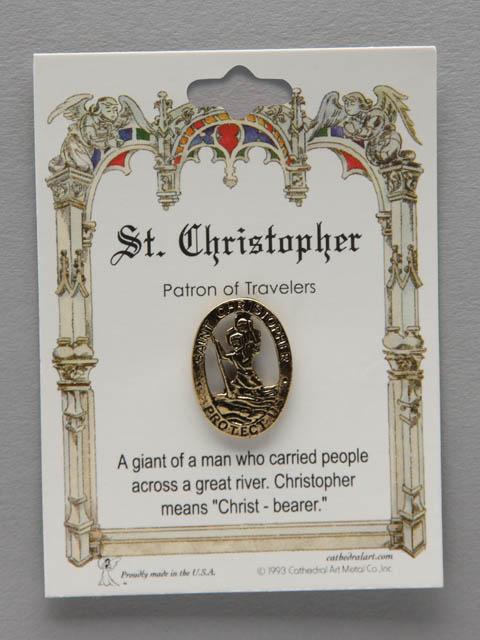 St. Christopher
Patron of Travelers
SAINT CHRISTOPHER
PROTECT US
A giant of a man who carried people
across a great river. Christopher
means "Christ - bearer."
cathedralart.com
Proudly made in the U.S.A.
© 1993 Cathedral Art Metal Co., Inc.